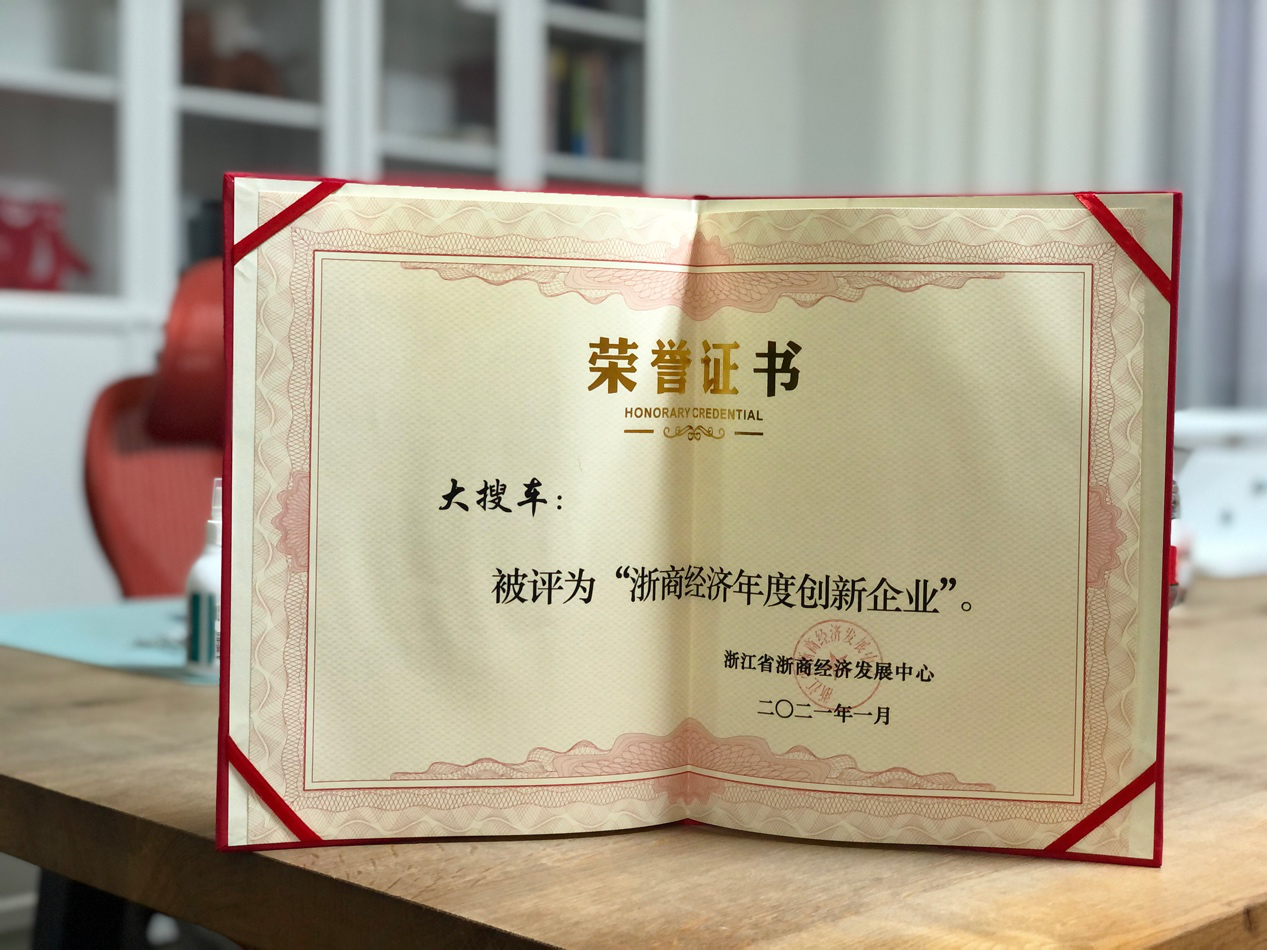 荣誉证书
HONORARY CREDENTIAL
大搜车：
被评为“浙商经济年度创新企业”。
浙江省浙商经济发展中心
二〇二一年一月